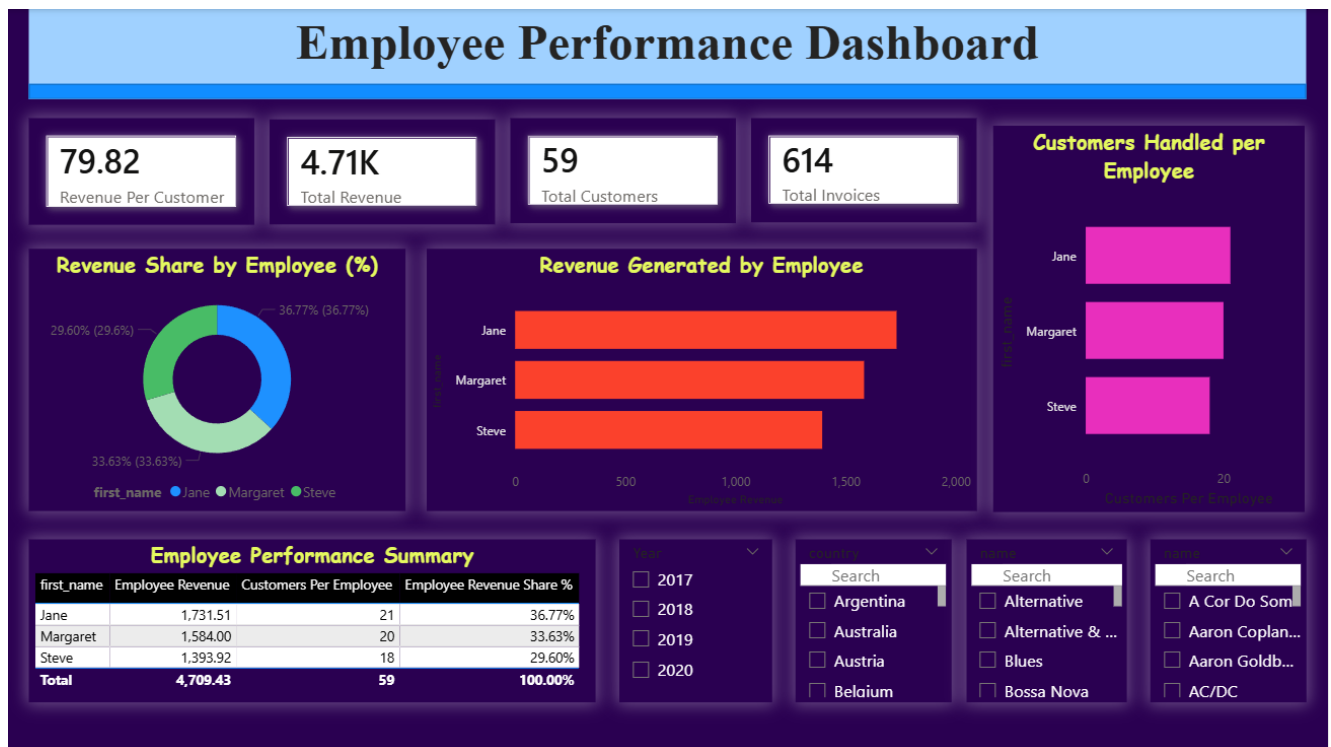 Employee Performance Dashboard
79.82
Revenue Per Customer
4.71K
Total Revenue
59
Total Customers
614
Total Invoices
Customers Handled per
Employee
Jane
Margaret
Steve
first_name
0 20
Customers Per Employee
Revenue Share by Employee (%)
36.77% (36.77%)
29.60% (29.6%)
33.63% (33.63%)
first_name Jane Margaret Steve
Revenue Generated by Employee
Jane
Margaret
Steve
first_name
0 500 1,000 1,500 2,000
Employee Revenue
Employee Performance Summary
first_name Employee Revenue Customers Per Employee Employee Revenue Share %
Jane 1,731.51 21 36.77%
Margaret 1,584.00 20 33.63%
Steve 1,393.92 18 29.60%
Total 4,709.43 59 100.00%
Year
2017
2018
2019
2020
country
Search
Argentina
Australia
Austria
Belgium
name
Search
Alternative
Alternative & ...
Blues
Bossa Nova
name
Search
A Cor Do Som
Aaron Coplan...
Aaron Goldb...
AC/DC